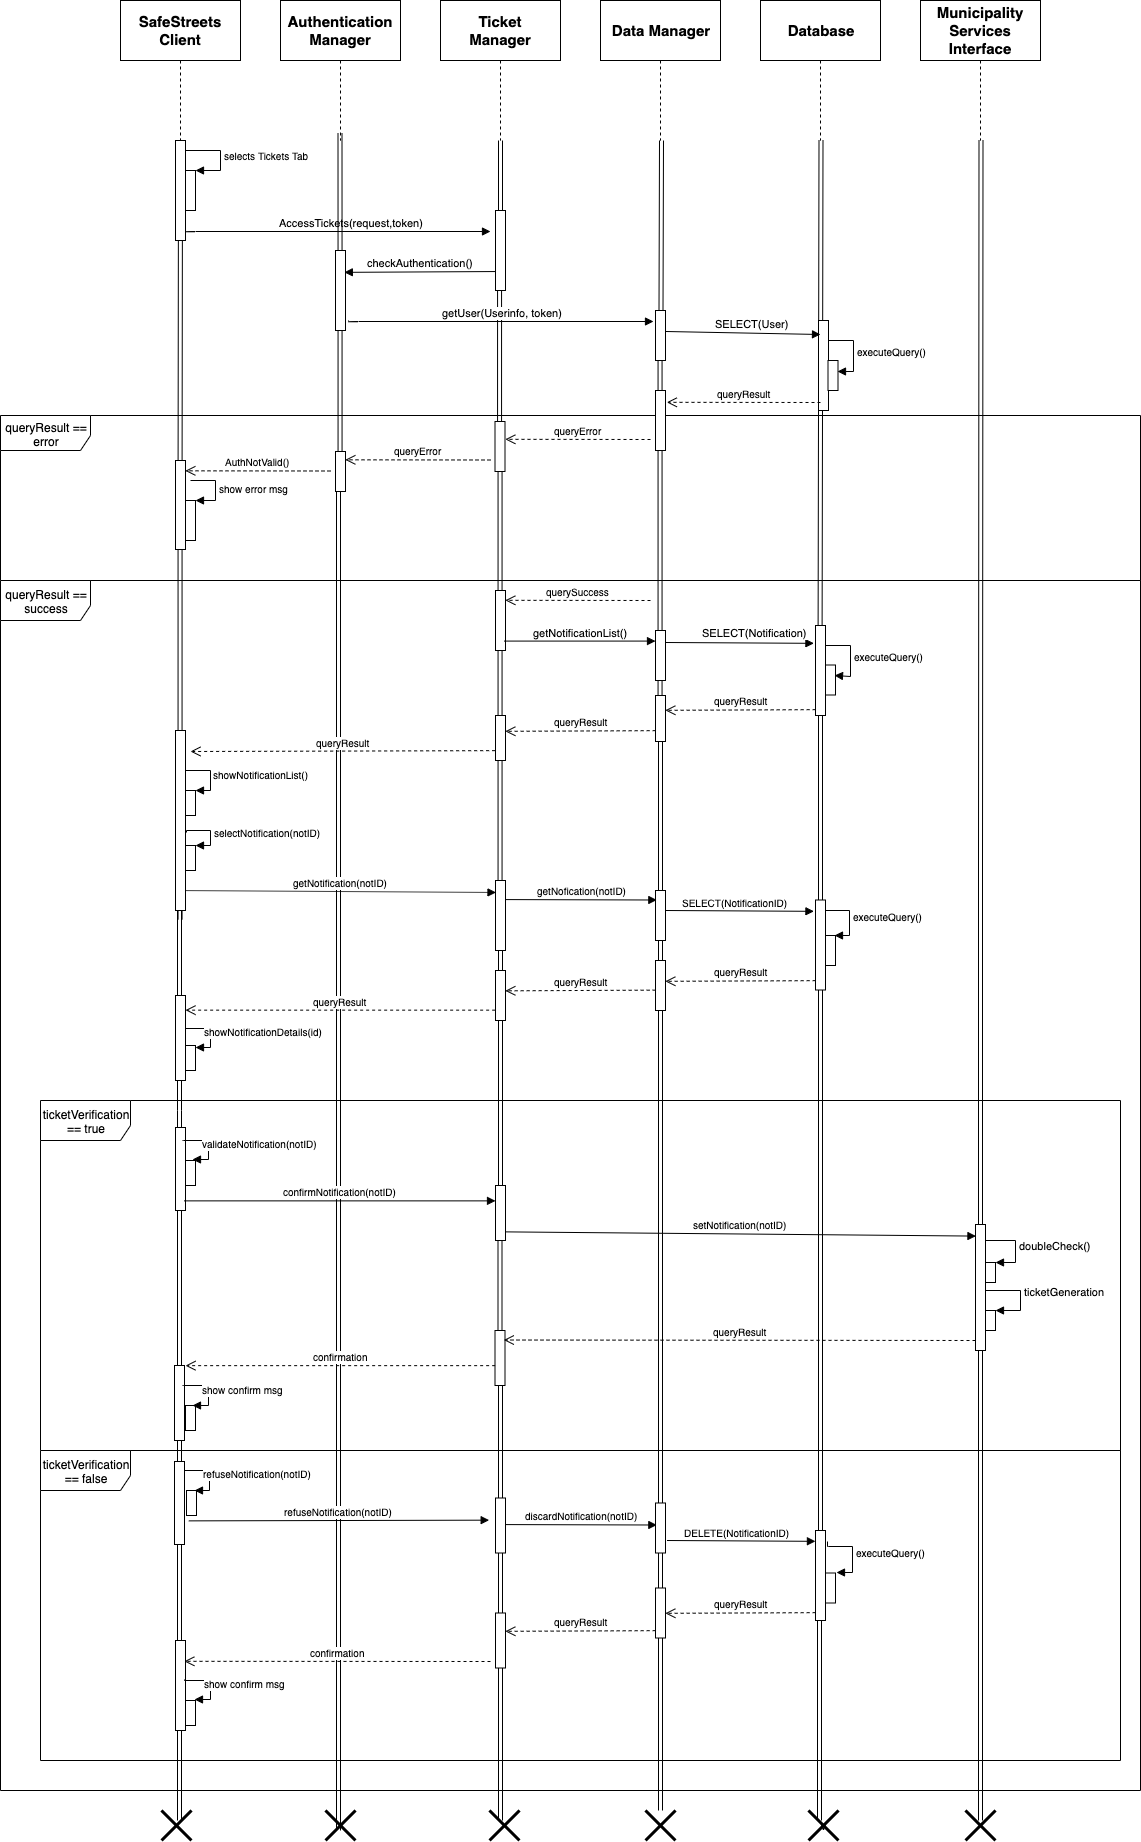 SafeStreets
Client
Authentication
Manager
Ticket
Manager
Data Manager
Database
Municipality
Services
Interface
selects Tickets Tab
AccessTickets(request,token)
checkAuthentication()
getUser(Userinfo, token)
SELECT(User)
executeQuery()
queryResult
queryResult ==
error
queryError
queryError
AuthNotValid()
show error msg
queryResult ==
success
querySuccess
getNotificationList()
SELECT(Notification)
executeQuery()
queryResult
queryResult
queryResult
showNotificationList()
selectNotification(notID)
getNotification(notID)
getNofication(notID)
SELECT(NotificationID)
executeQuery()
queryResult
queryResult
queryResult
showNotificationDetails(id)
ticketVerification
== true
validateNotification(notID)
confirmNotification(notID)
setNotification(notID)
doubleCheck()
ticketGeneration
queryResult
confirmation
show confirm msg
ticketVerification
== false
refuseNotification(notID)
refuseNotification(notID)
discardNotification(notID)
DELETE(NotificationID)
executeQuery()
queryResult
queryResult
confirmation
show confirm msg